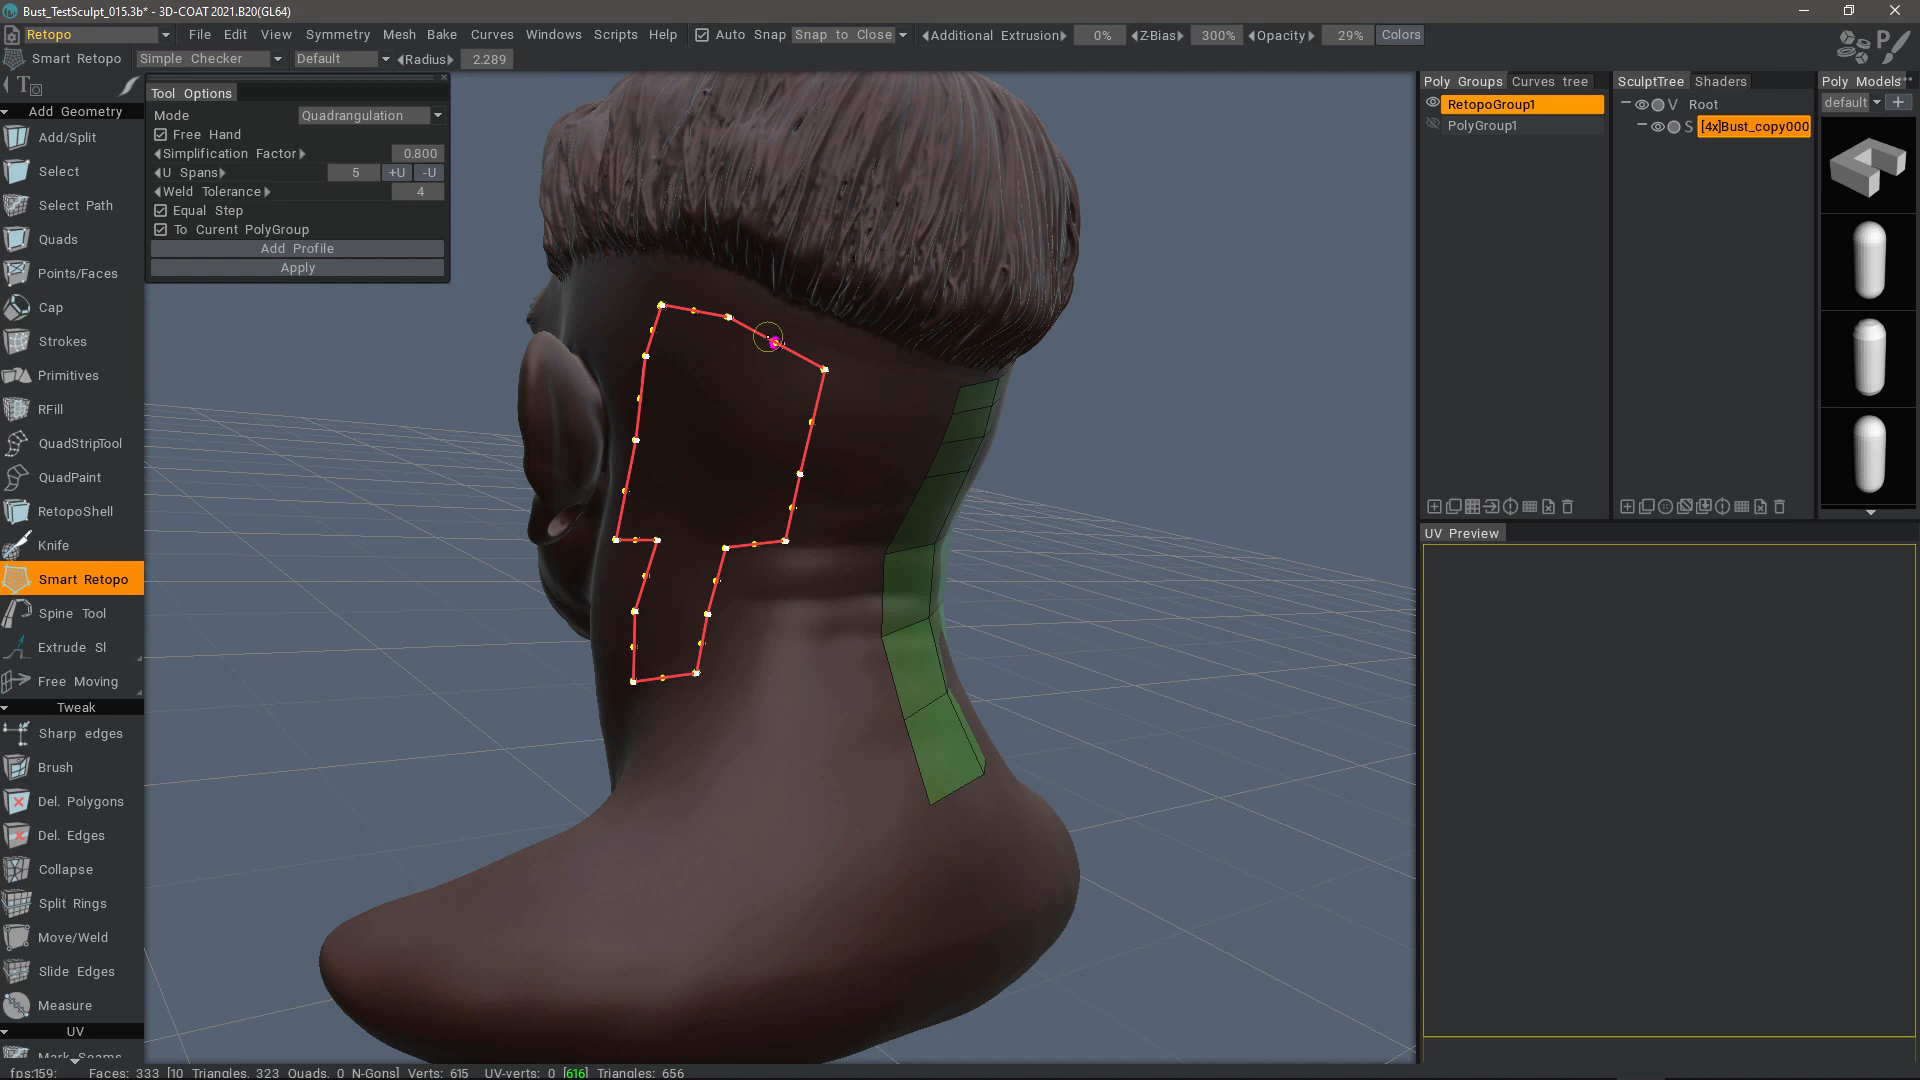 Bust_TestSculpt_015.3b* - 3D-COAT 2021.B20(GL64)
Retopo File Edit View Symmetry Mesh Bake Curves Windows Scripts Help Auto Snap Snap to Close Additional Extrusion 0% Z-Bias 300% Opacity 29% Colors
Smart Retopo Simple Checker Default Radius 2.289
Tool Options
Mode Quadrangulation
Free Hand
Simplification Factor 0.800
U Spans 5 +U -U
Weld Tolerance 4
Equal Step
To Curent PolyGroup
Add Profile
Apply
Add Geometry
Add/Split
Select
Select Path
Quads
Points/Faces
Cap
Strokes
Primitives
RFill
QuadStripTool
QuadPaint
RetopoShell
Knife
Smart Retopo
Spine Tool
Extrude Sl
Free Moving
Tweak
Sharp edges
Brush
Del. Polygons
Del. Edges
Collapse
Split Rings
Move/Weld
Slide Edges
Measure
UV
Mark Seams
Poly Groups Curves tree
RetopoGroup1
PolyGroup1
SculptTree Shaders
V Root
S [4x]Bust_copy000
Poly Models
default
UV Preview
fps:159; Faces: 333 [10 Triangles, 323 Quads, 0 N-Gons] Verts: 615 UV-verts: 0 [616] Triangles: 656